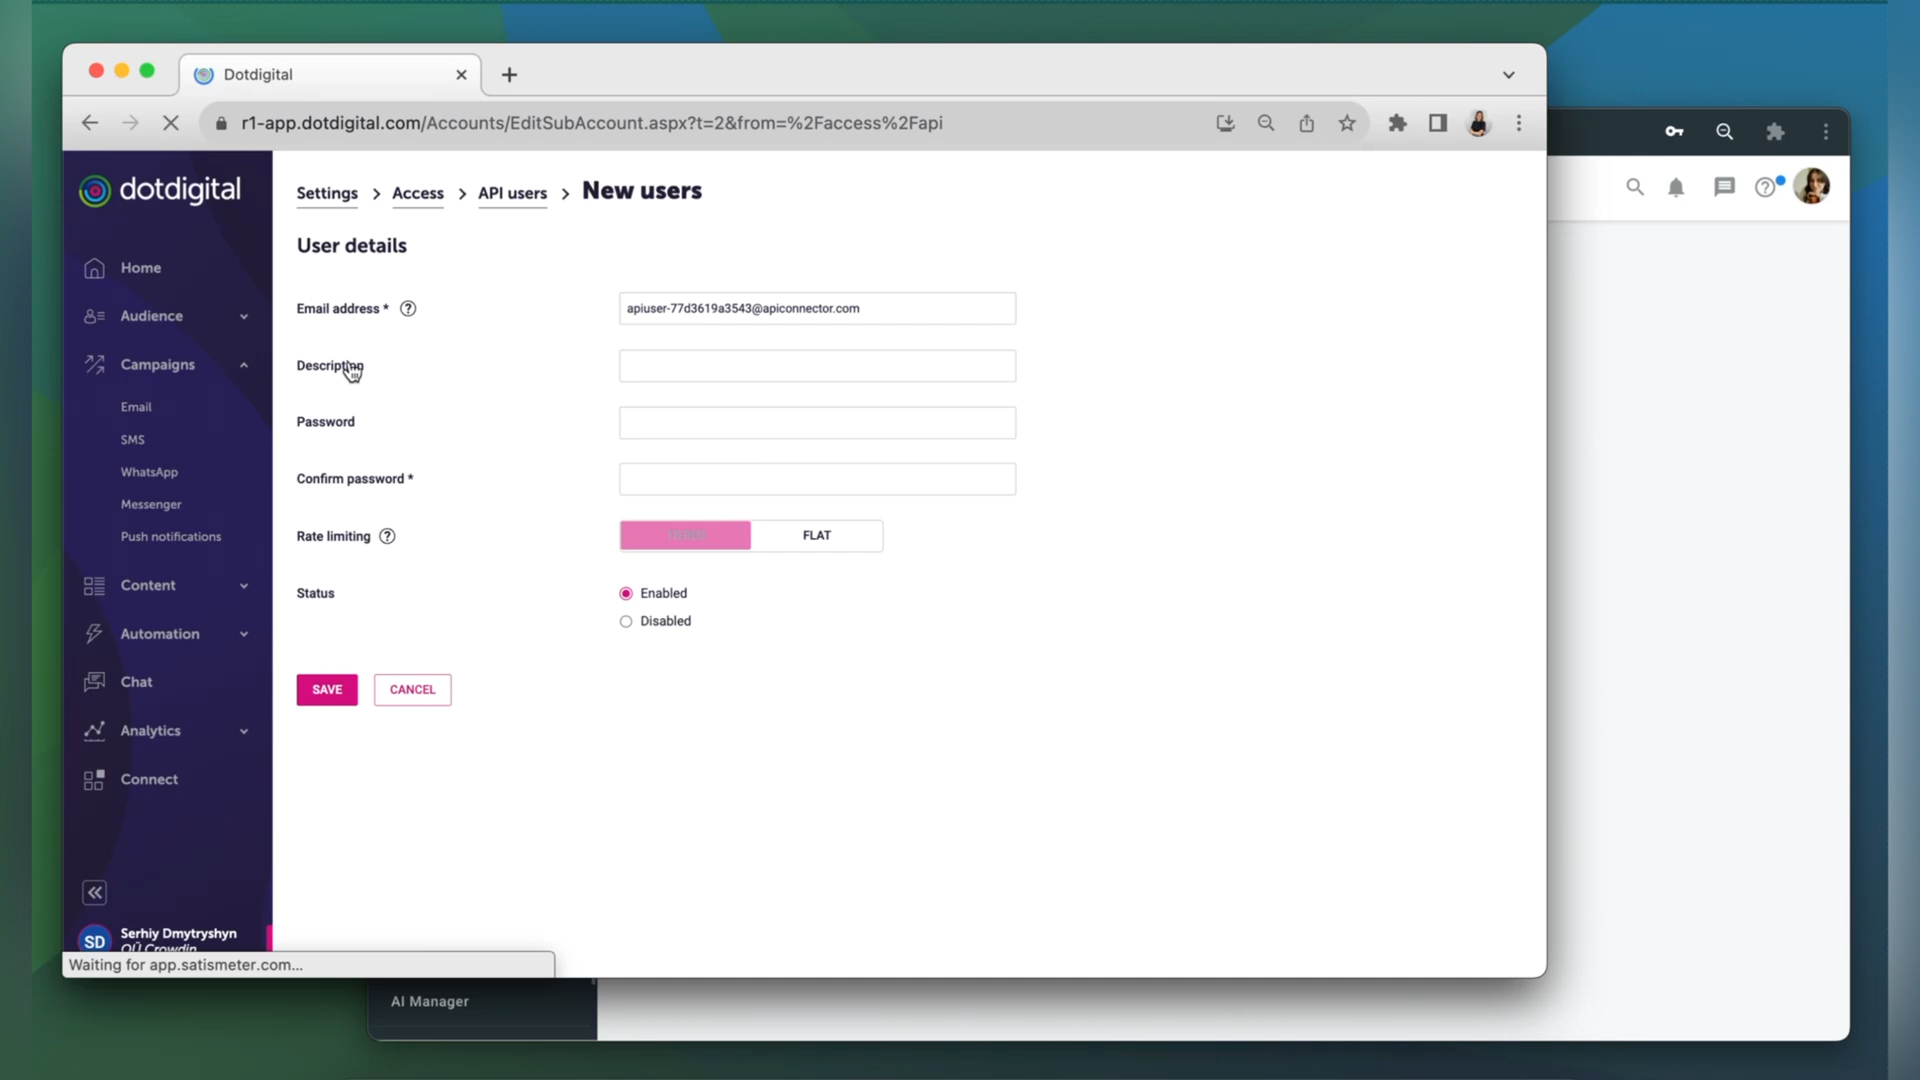 Dotdigital
r1-app.dotdigital.com/Accounts/EditSubAccount.aspx?t=2&from=%2Faccess%2Fapi
dotdigital
Settings > Access > API users > New users
User details
Home
Audience
Campaigns
Email
SMS
WhatsApp
Messenger
Push notifications
Content
Automation
Chat
Analytics
Connect
Email address * ?
apiuser-77d3619a3543@apiconnector.com
Description
Password
Confirm password *
Rate limiting ?
FLAT
Status
Enabled
Disabled
SAVE
CANCEL
SD
Serhiy Dmytryshyn
OÜ Crowdin
Waiting for app.satismeter.com...
AI Manager